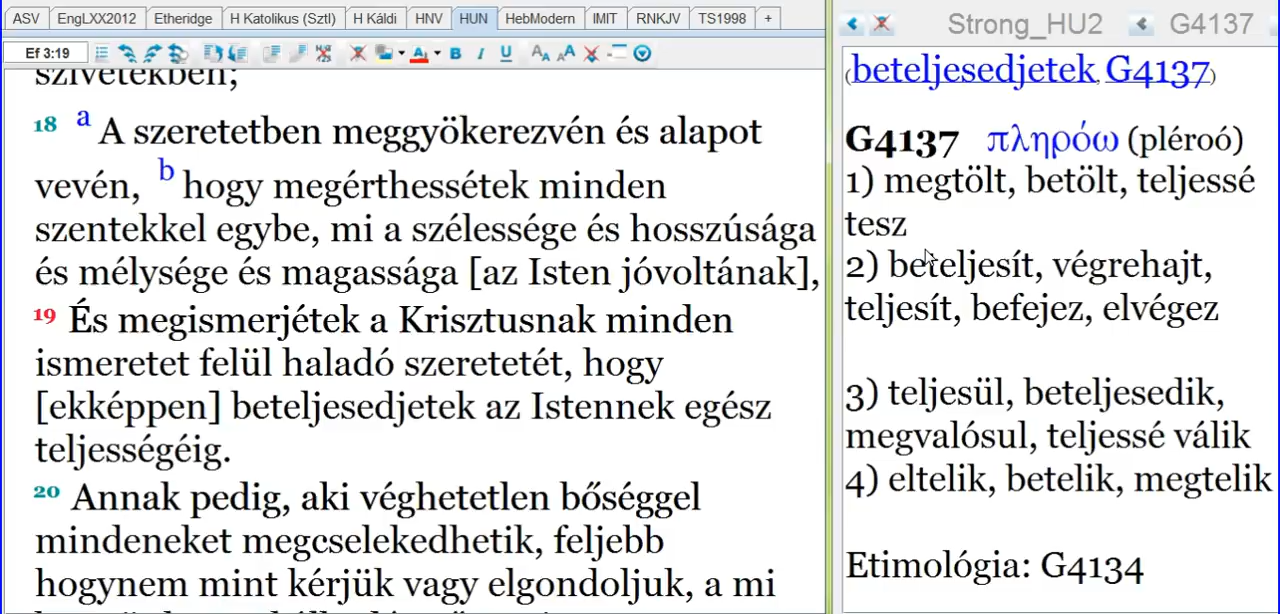 ASV EngLXX2012 Etheridge H Katolikus (Sztl) H Káldi HNV HUN HebModern IMIT RNKJV TS1998 +
Ef 3:19
szívetekben;
18 a A szeretetben meggyökerezvén és alapot
vevén, b hogy megérthessétek minden
szentekkel egybe, mi a szélessége és hosszúsága
és mélysége és magassága [az Isten jóvoltának],
19 És megismerjétek a Krisztusnak minden
ismeretet felül haladó szeretetét, hogy
[ekképpen] beteljesedjetek az Istennek egész
teljességéig.
20 Annak pedig, aki véghetetlen bőséggel
mindeneket megcselekedhetik, feljebb
hogynem mint kérjük vagy elgondoljuk, a mi
Strong_HU2 G4137
(beteljesedjetek, G4137)
G4137 πληρόω (pléroó)
1) megtölt, betölt, teljessé
tesz
2) beteljesít, végrehajt,
teljesít, befejez, elvégez
3) teljesül, beteljesedik,
megvalósul, teljessé válik
4) eltelik, betelik, megtelik
Etimológia: G4134